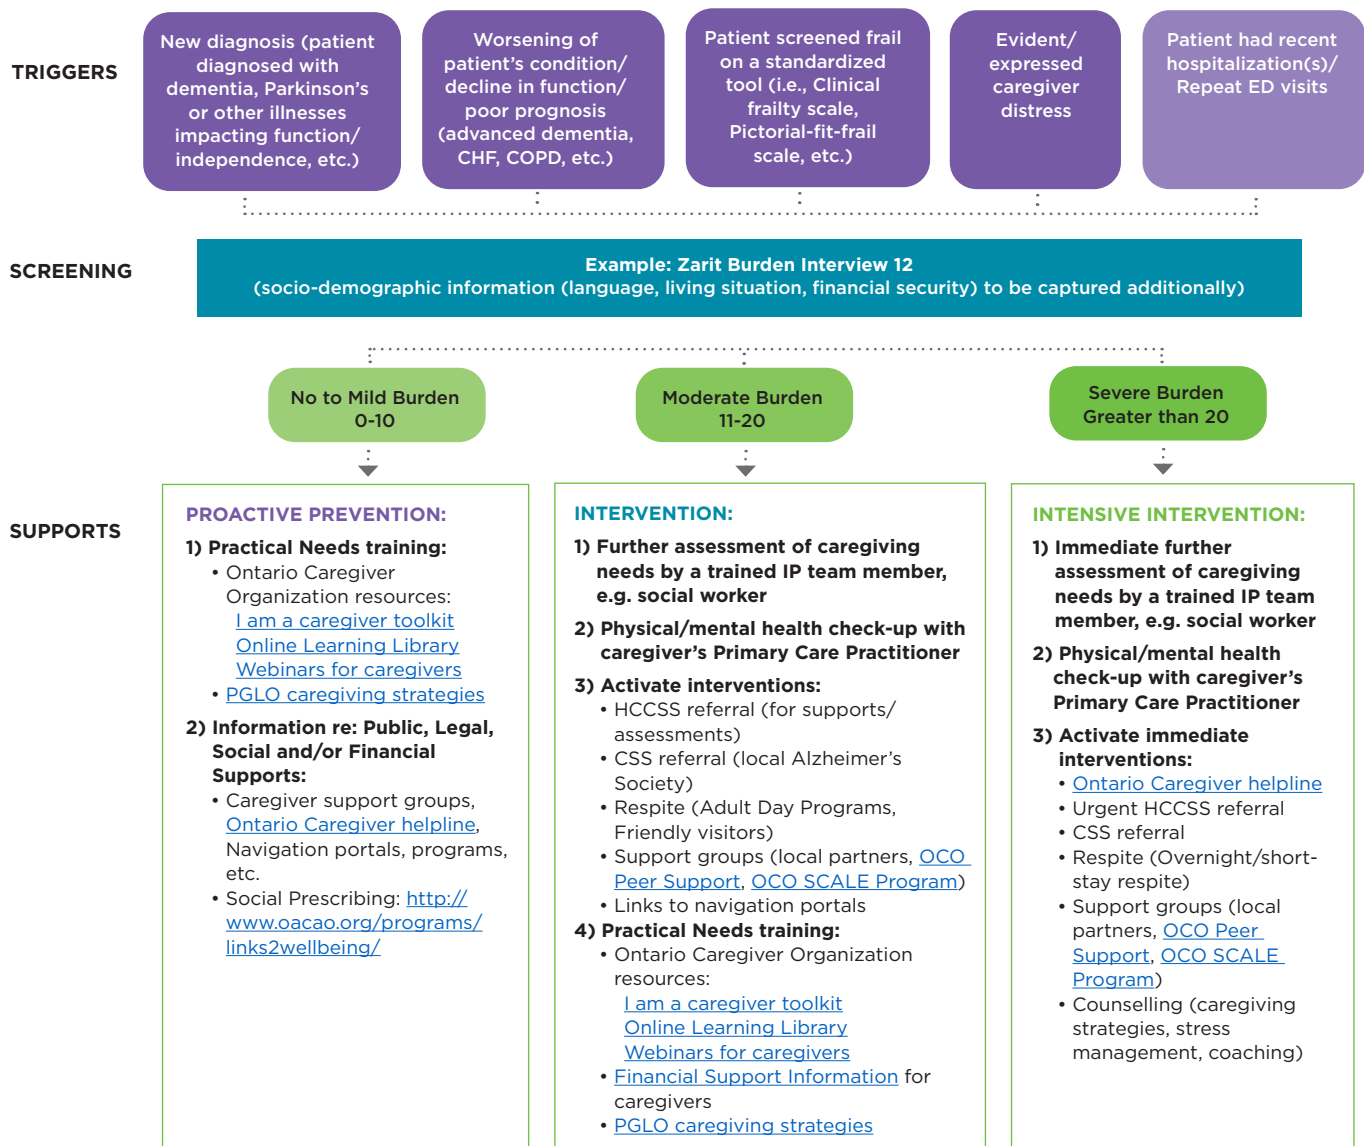 TRIGGERS
New diagnosis (patient
diagnosed with
dementia, Parkinson's
or other illnesses
impacting function/
independence, etc.)
Worsening of
patient's condition/
decline in function/
poor prognosis
(advanced dementia,
CHF, COPD, etc.)
Patient screened frail
on a standardized
tool (i.e., Clinical
frailty scale,
Pictorial-fit-frail
scale, etc.)
Evident/
expressed
caregiver
distress
Patient had recent
hospitalization(s)/
Repeat ED visits
SCREENING
Example: Zarit Burden Interview 12
(socio-demographic information (language, living situation, financial security) to be captured additionally)
No to Mild Burden
0-10
Moderate Burden
11-20
Severe Burden
Greater than 20
SUPPORTS
PROACTIVE PREVENTION:
1) Practical Needs training:
• Ontario Caregiver
Organization resources:
I am a caregiver toolkit
Online Learning Library
Webinars for caregivers
• PGLO caregiving strategies
2) Information re: Public, Legal,
Social and/or Financial
Supports:
• Caregiver support groups,
Ontario Caregiver helpline,
Navigation portals, programs,
etc.
• Social Prescribing: http://
www.oacao.org/programs/
links2wellbeing/
INTERVENTION:
1) Further assessment of caregiving
needs by a trained IP team member,
e.g. social worker
2) Physical/mental health check-up with
caregiver's Primary Care Practitioner
3) Activate interventions:
• HCCSS referral (for supports/
assessments)
• CSS referral (local Alzheimer's
Society)
• Respite (Adult Day Programs,
Friendly visitors)
• Support groups (local partners, OCO
Peer Support, OCO SCALE Program)
• Links to navigation portals
4) Practical Needs training:
• Ontario Caregiver Organization
resources:
I am a caregiver toolkit
Online Learning Library
Webinars for caregivers
• Financial Support Information for
caregivers
• PGLO caregiving strategies
INTENSIVE INTERVENTION:
1) Immediate further
assessment of caregiving
needs by a trained IP team
member, e.g. social worker
2) Physical/mental health
check-up with caregiver's
Primary Care Practitioner
3) Activate immediate
interventions:
• Ontario Caregiver helpline
• Urgent HCCSS referral
• CSS referral
• Respite (Overnight/short-
stay respite)
• Support groups (local
partners, OCO Peer
Support, OCO SCALE
Program)
• Counselling (caregiving
strategies, stress
management, coaching)